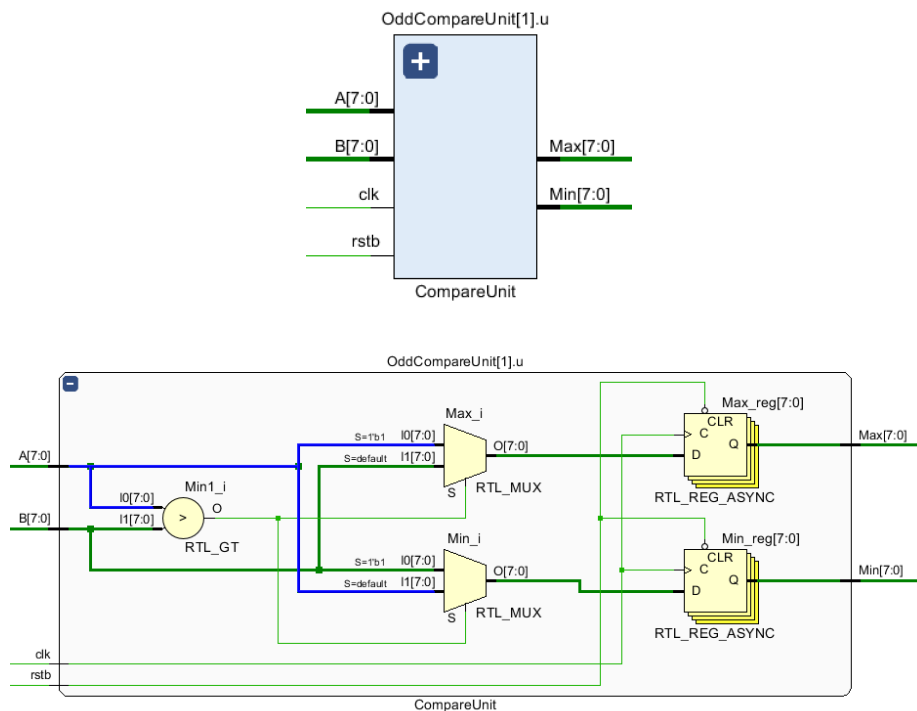 OddCompareUnit[1].u
+
A[7:0]
B[7:0]
Max[7:0]
clk
Min[7:0]
rstb
CompareUnit
OddCompareUnit[1].u
Max_reg[7:0]
Max_i
CLR
S=1'b1 I0[7:0]
C
Max[7:0]
O[7:0]
Q
S=default I1[7:0]
D
A[7:0]
S RTL_MUX
Min1_i
RTL_REG_ASYNC
I0[7:0]
O
B[7:0]
I1[7:0]
>
Min_i
Min_reg[7:0]
RTL_GT
CLR
S=1'b1 I0[7:0]
C
Min[7:0]
O[7:0]
Q
S=default I1[7:0]
D
S RTL_MUX
RTL_REG_ASYNC
clk
rstb
CompareUnit